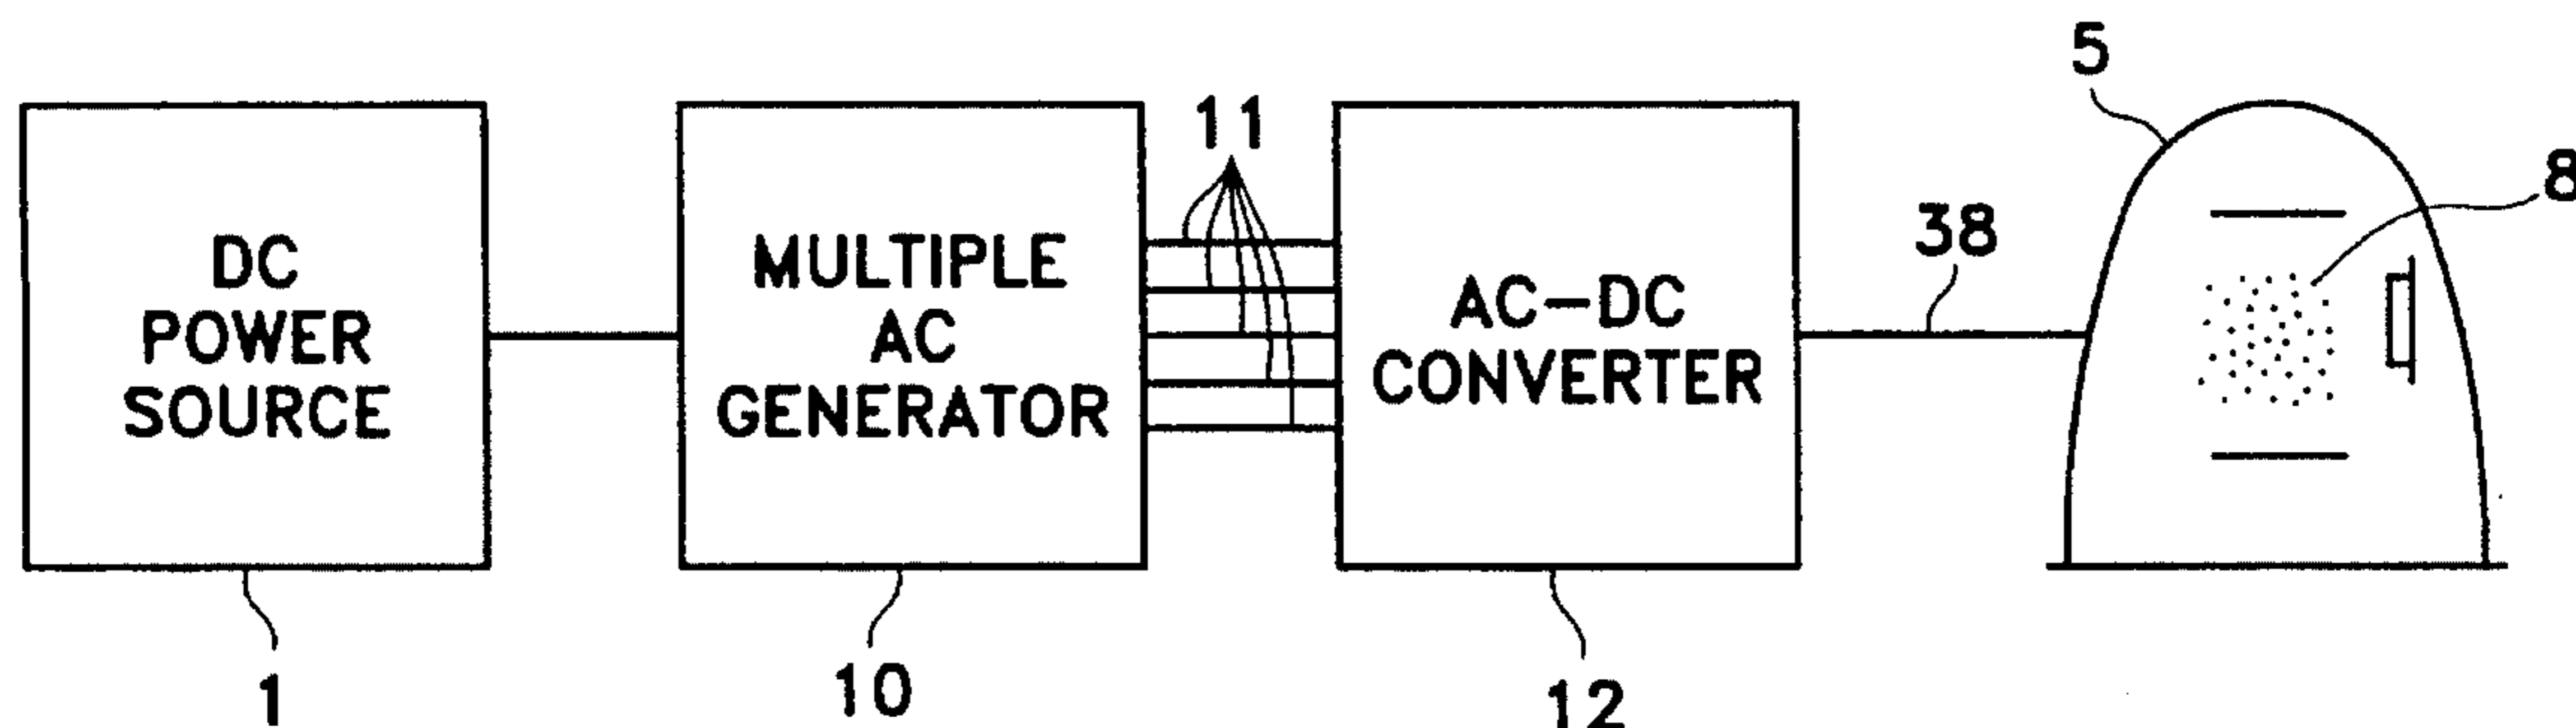 5
11
8
38
DC
POWER
SOURCE
MULTIPLE
AC
GENERATOR
AC-DC
CONVERTER
1
10
12